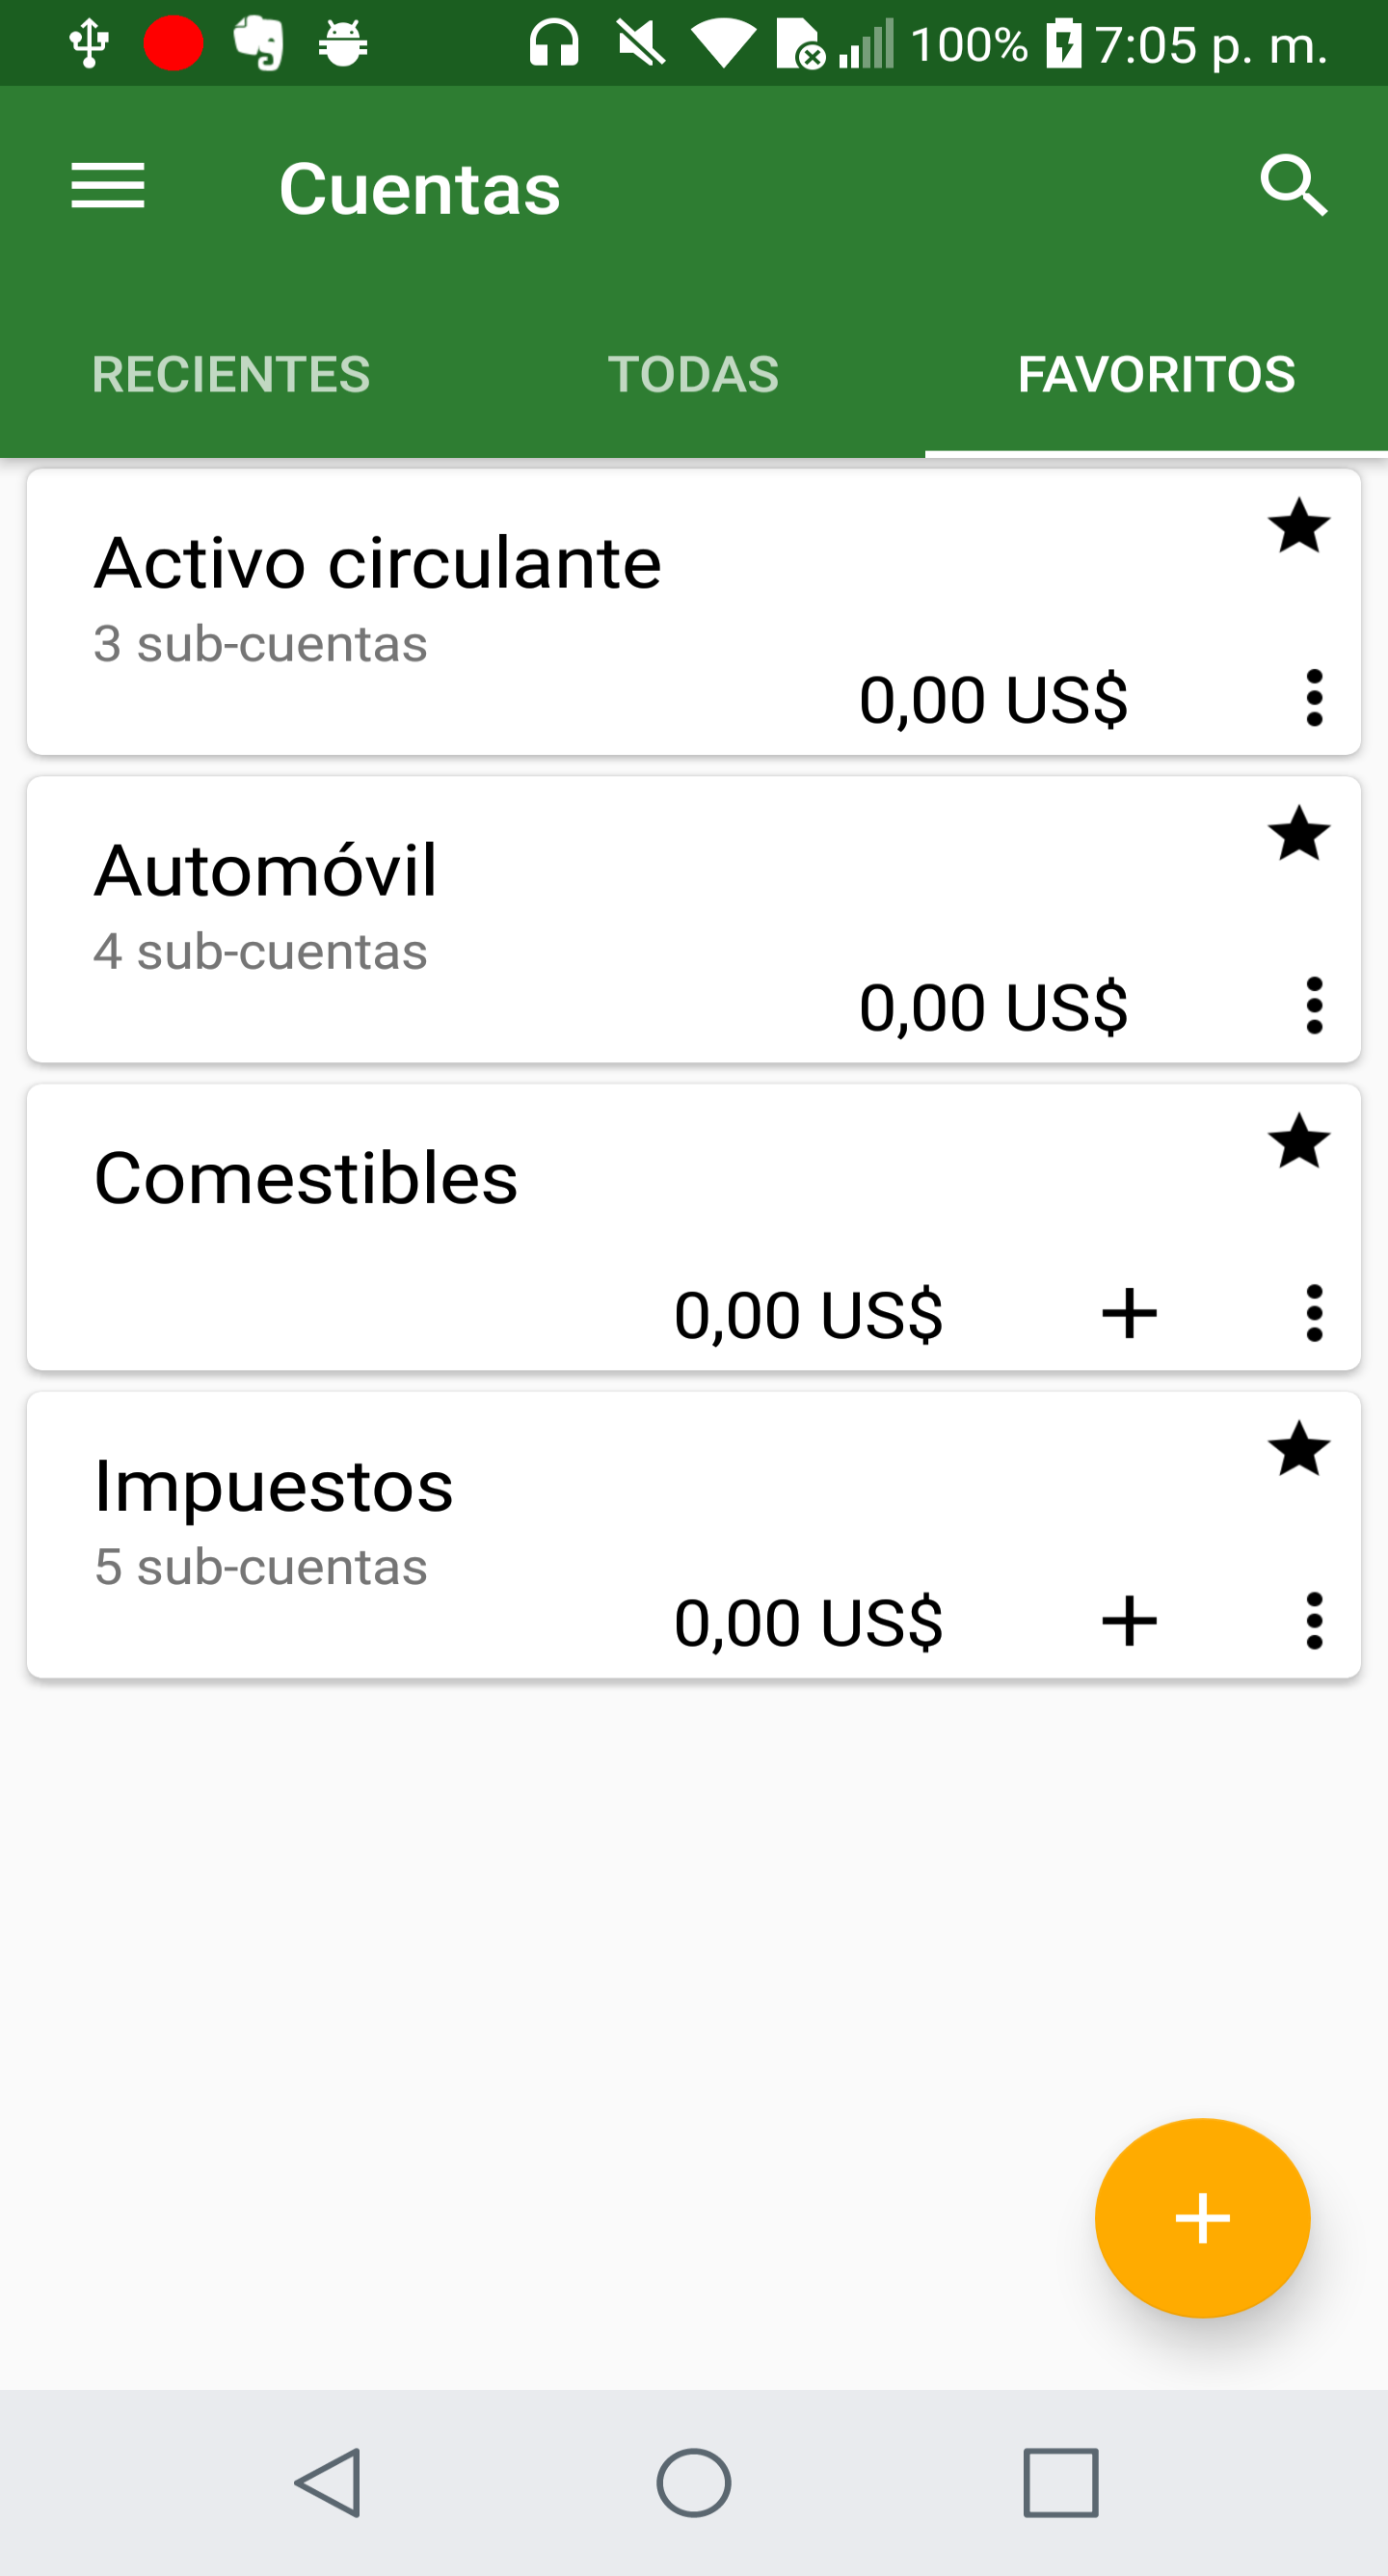 100% 7:05 p. m.
Cuentas
RECIENTES TODAS FAVORITOS
Activo circulante
3 sub-cuentas
0,00 US$
Automóvil
4 sub-cuentas
0,00 US$
Comestibles
0,00 US$
Impuestos
5 sub-cuentas
0,00 US$